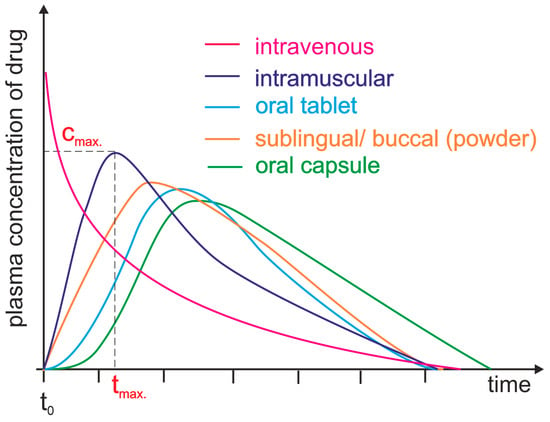 plasma concentration of drug
intravenous
intramuscular
oral tablet
sublingual/ buccal (powder)
oral capsule
Cmax.
tmax.
time
t0